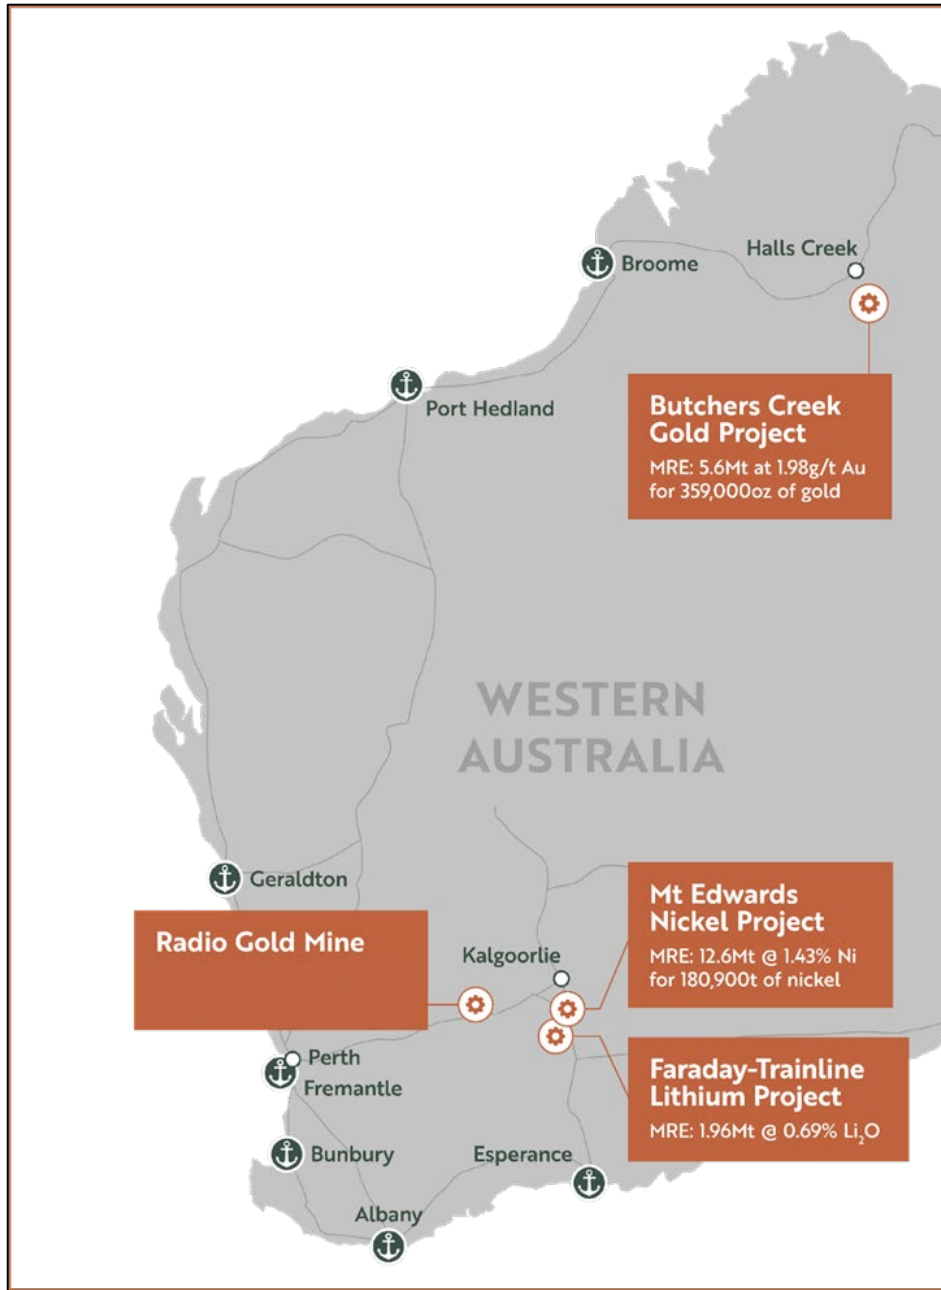 Halls Creek
Broome
Port Hedland
Butchers Creek
Gold Project
MRE: 5.6Mt at 1.98g/t Au
for 359,000oz of gold
WESTERN
AUSTRALIA
Geraldton
Radio Gold Mine
Kalgoorlie
Mt Edwards
Nickel Project
MRE: 12.6Mt @ 1.43% Ni
for 180,900t of nickel
Perth
Fremantle
Faraday-Trainline
Lithium Project
MRE: 1.96Mt @ 0.69% Li₂O
Bunbury
Esperance
Albany